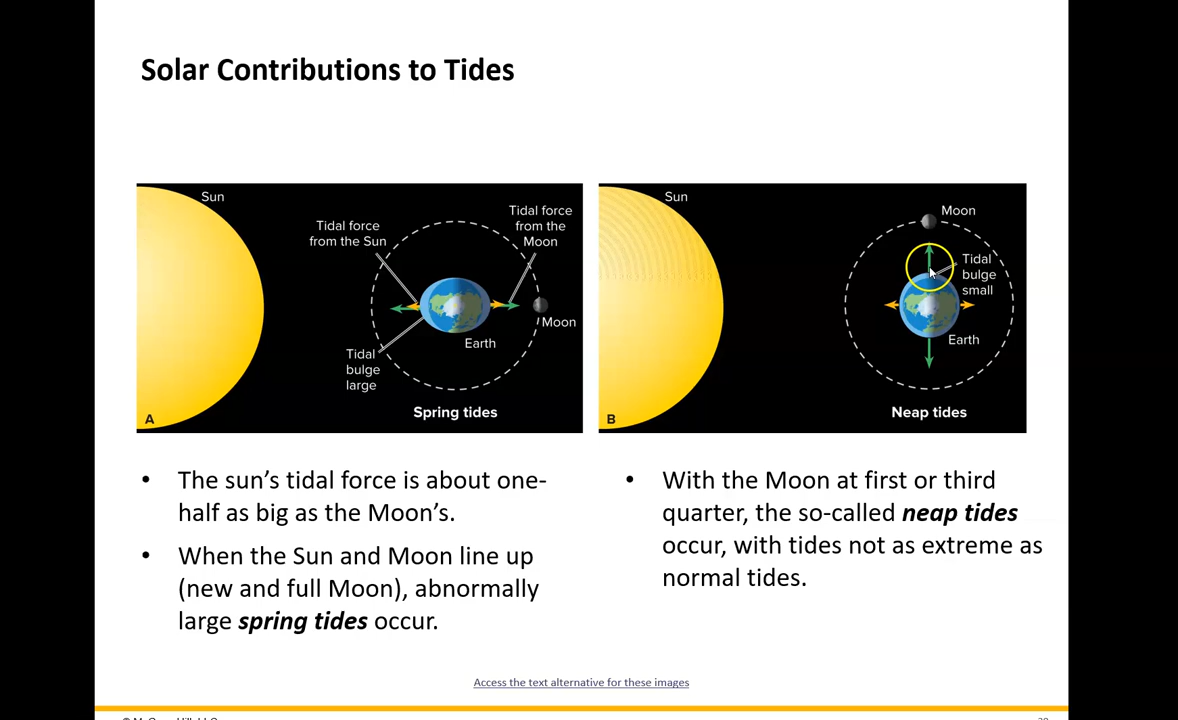 Solar Contributions to Tides
Sun
Tidal force
from the Sun
Tidal force
from the
Moon
Moon
Earth
Tidal
bulge
large
A
Spring tides
Sun
Moon
Tidal
bulge
small
Earth
B
Neap tides
• The sun’s tidal force is about one-
half as big as the Moon’s.
• When the Sun and Moon line up
(new and full Moon), abnormally
large spring tides occur.
• With the Moon at first or third
quarter, the so-called neap tides
occur, with tides not as extreme as
normal tides.
Access the text alternative for these images